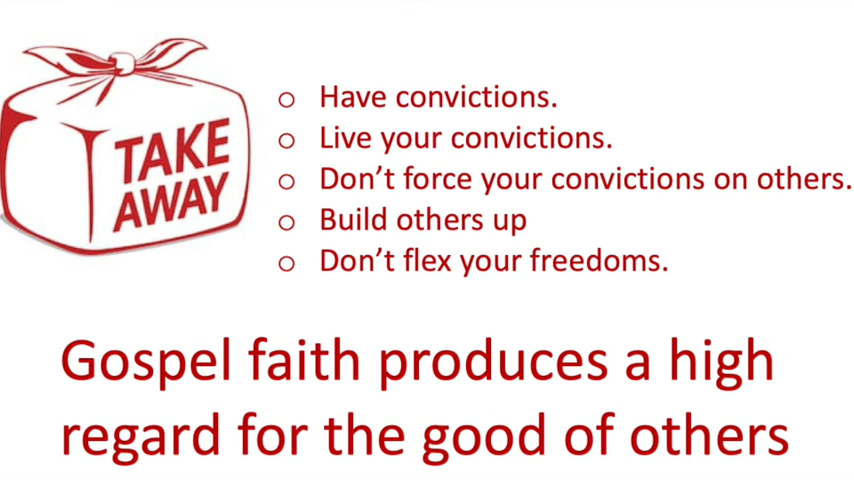 TAKE
AWAY
○ Have convictions.
○ Live your convictions.
○ Don’t force your convictions on others.
○ Build others up
○ Don’t flex your freedoms.
Gospel faith produces a high
regard for the good of others